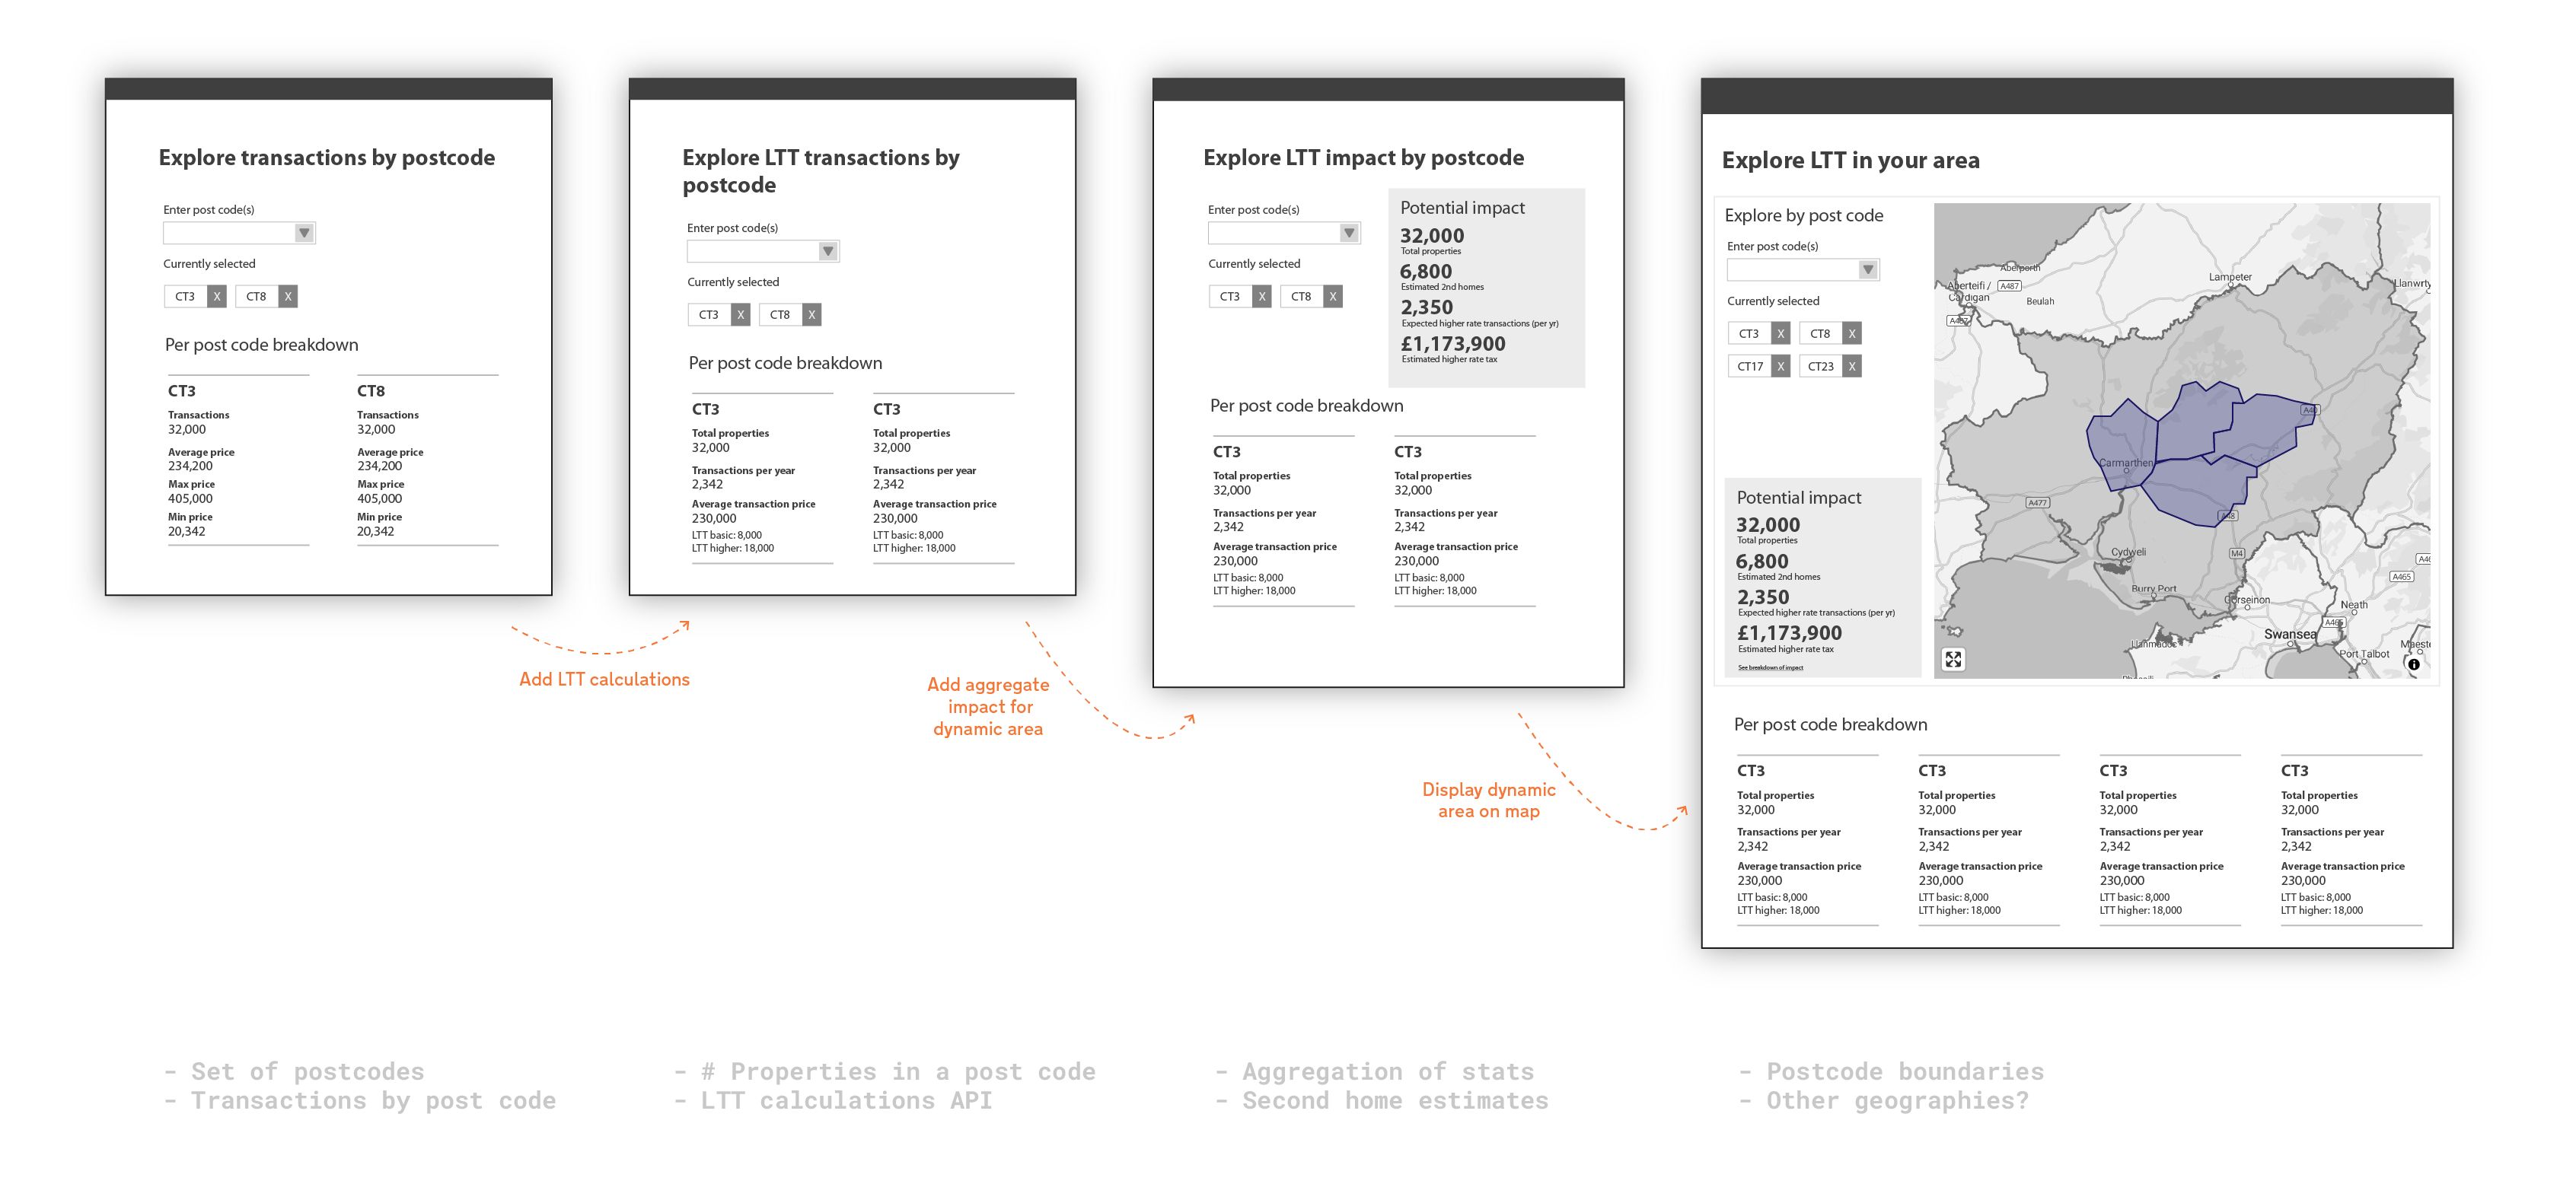 Explore transactions by postcode
Enter post code(s)
Currently selected
CT3 X CT8 X
Per post code breakdown
CT3 CT8
Transactions Transactions
32,000 32,000
Average price Average price
234,200 234,200
Max price Max price
405,000 405,000
Min price Min price
20,342 20,342
Add LTT calculations
Explore LTT transactions by
postcode
Enter post code(s)
Currently selected
CT3 X CT8 X
Per post code breakdown
CT3 CT3
Total properties Total properties
32,000 32,000
Transactions per year Transactions per year
2,342 2,342
Average transaction price Average transaction price
230,000 230,000
LTT basic: 8,000 LTT basic: 8,000
LTT higher: 18,000 LTT higher: 18,000
Add aggregate
impact for
dynamic area
Explore LTT impact by postcode
Enter post code(s)
Currently selected
CT3 X CT8 X
Potential impact
32,000
Total properties
6,800
Estimated 2nd homes
2,350
Expected higher rate transactions (per yr)
£1,173,900
Estimated higher rate tax
Per post code breakdown
CT3 CT3
Total properties Total properties
32,000 32,000
Transactions per year Transactions per year
2,342 2,342
Average transaction price Average transaction price
230,000 230,000
LTT basic: 8,000 LTT basic: 8,000
LTT higher: 18,000 LTT higher: 18,000
Display dynamic
area on map
Explore LTT in your area
Explore by post code
Enter post code(s)
Currently selected
CT3 X CT8 X
CT17 X CT23 X
Potential impact
32,000
Total properties
6,800
Estimated 2nd homes
2,350
Expected higher rate transactions (per yr)
£1,173,900
Estimated higher rate tax
See breakdown of impact
Aberporth
Lampeter
Aberteifi /
Cardigan
A487
Beulah
Llanwrty
A487
A40
Carmarthen
A477
A48
Cydweli
M4
A465
Burry Port
Gorseinon
Neath
A465
Swansea
Llanmadoc
Port Talbot
Maeste
Per post code breakdown
CT3 CT3 CT3 CT3
Total properties Total properties Total properties Total properties
32,000 32,000 32,000 32,000
Transactions per year Transactions per year Transactions per year Transactions per year
2,342 2,342 2,342 2,342
Average transaction price Average transaction price Average transaction price Average transaction price
230,000 230,000 230,000 230,000
LTT basic: 8,000 LTT basic: 8,000 LTT basic: 8,000 LTT basic: 8,000
LTT higher: 18,000 LTT higher: 18,000 LTT higher: 18,000 LTT higher: 18,000
- Set of postcodes
- Transactions by post code
- # Properties in a post code
- LTT calculations API
- Aggregation of stats
- Second home estimates
- Postcode boundaries
- Other geographies?